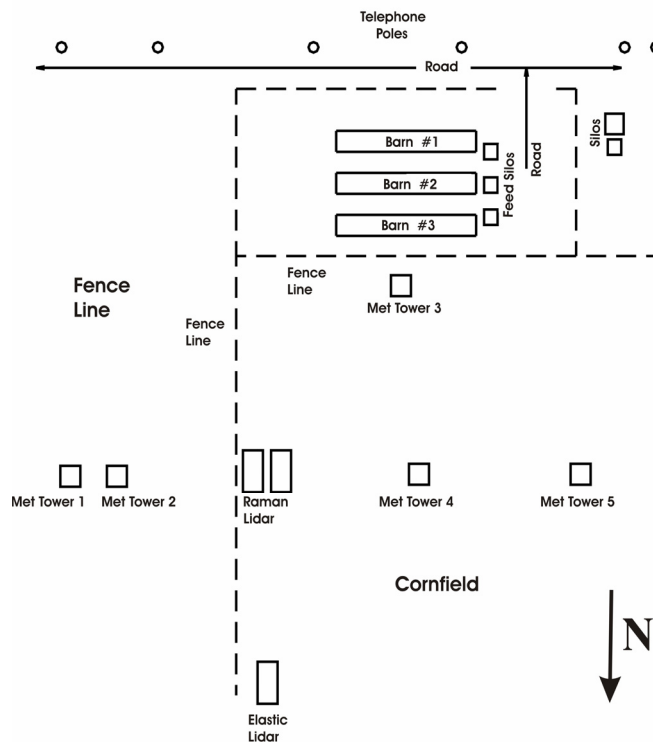 Telephone
Poles
Road
Barn #1
Barn #2
Barn #3
Feed Silos
Road
Silos
Fence
Line
Met Tower 3
Fence
Line
Fence
Line
Met Tower 1
Met Tower 2
Raman
Lidar
Met Tower 4
Met Tower 5
Cornfield
N
Elastic
Lidar